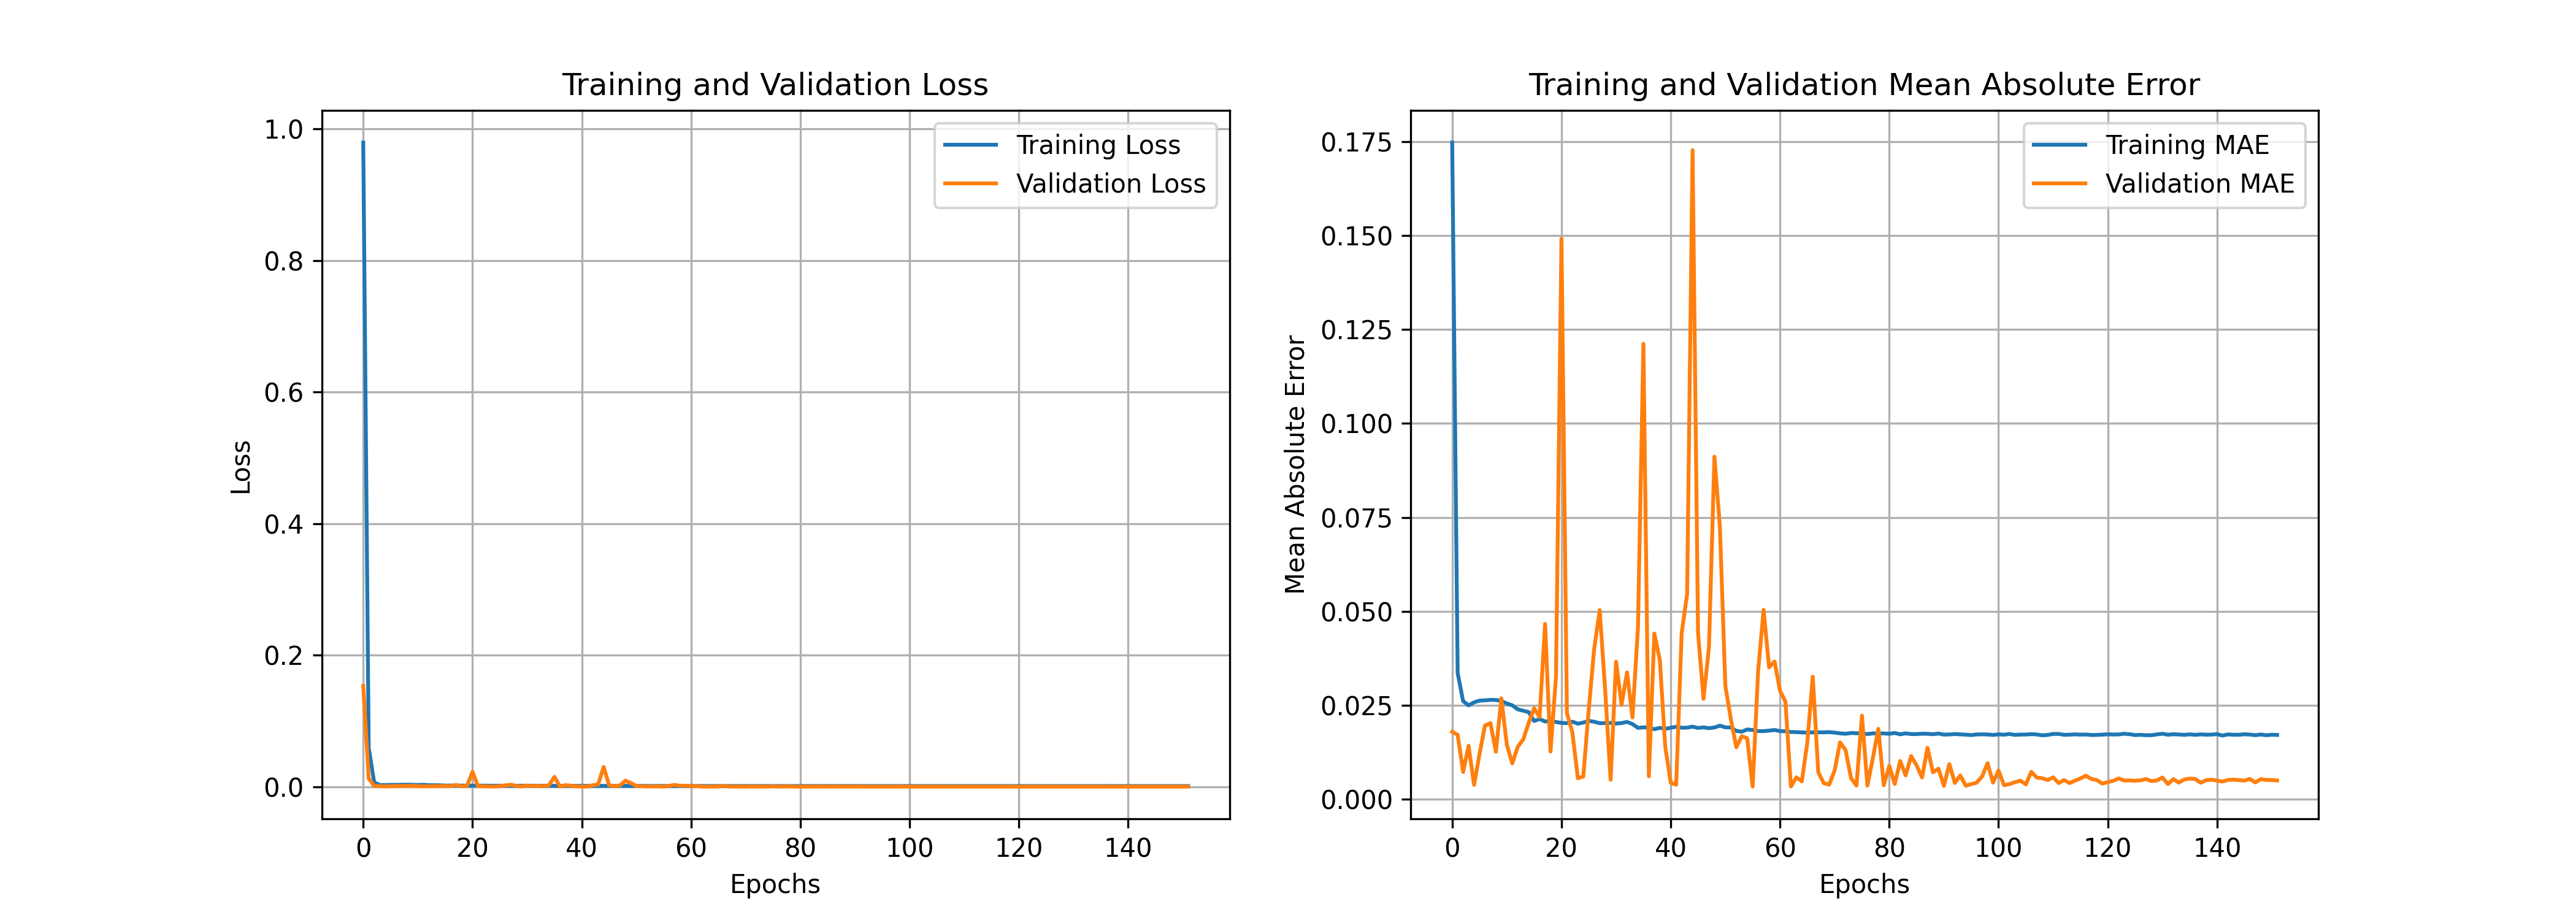 Training and Validation Loss
1.0
0.8
0.6
0.4
0.2
0.0
Loss
Training Loss
Validation Loss
0 20 40 60 80 100 120 140
Epochs
Training and Validation Mean Absolute Error
0.175
0.150
0.125
0.100
0.075
0.050
0.025
0.000
Mean Absolute Error
Training MAE
Validation MAE
0 20 40 60 80 100 120 140
Epochs